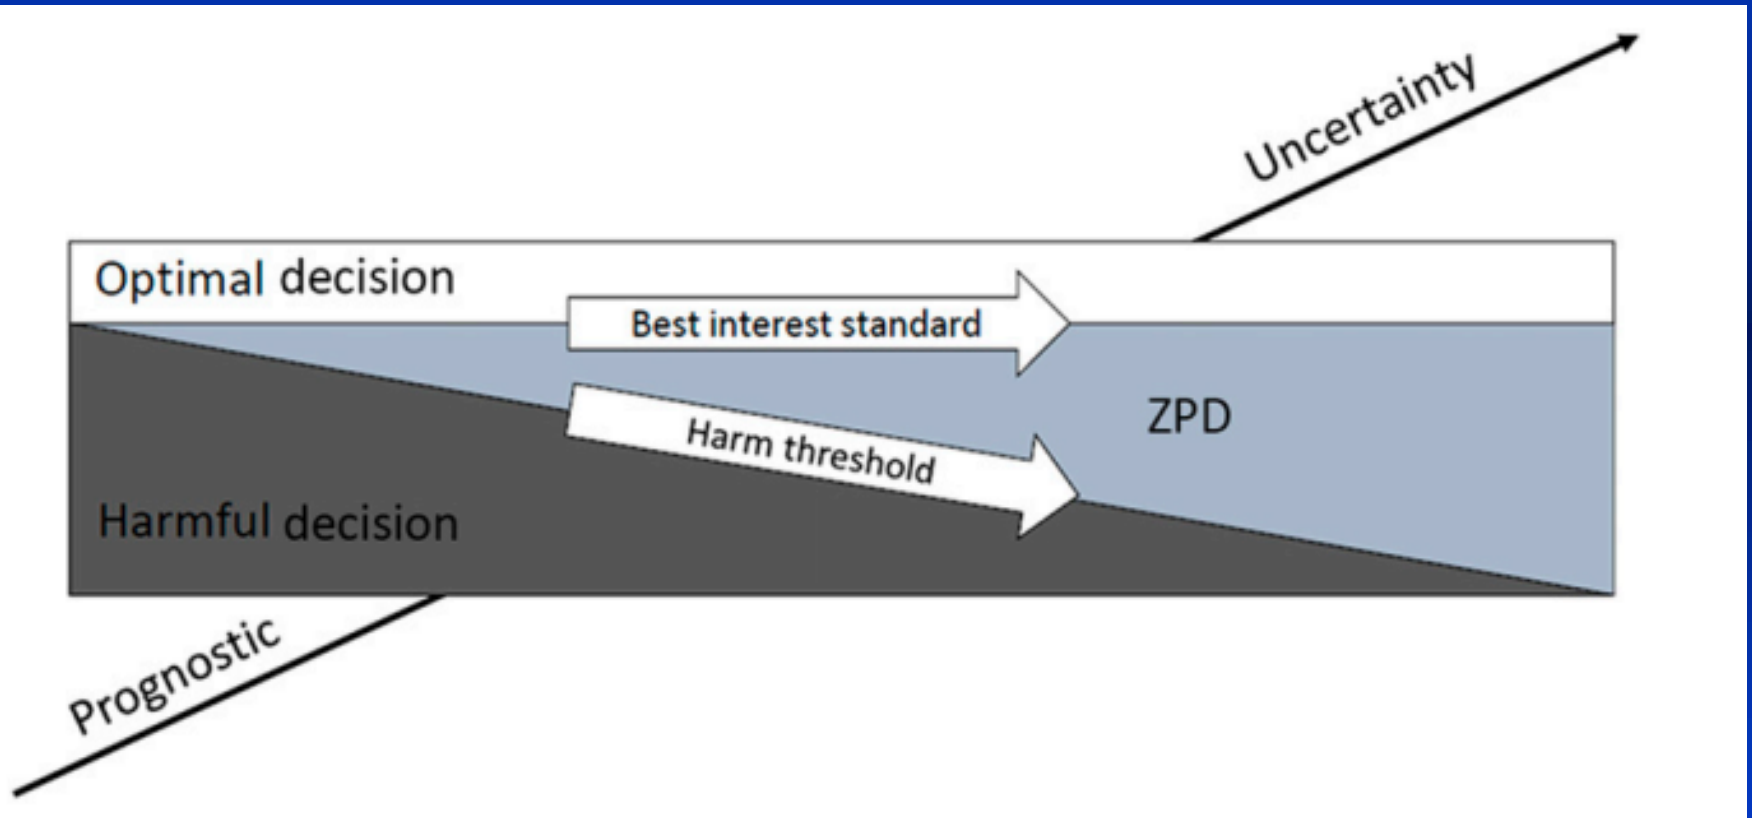 Uncertainty
Optimal decision
Best interest standard
ZPD
Harm threshold
Harmful decision
Prognostic